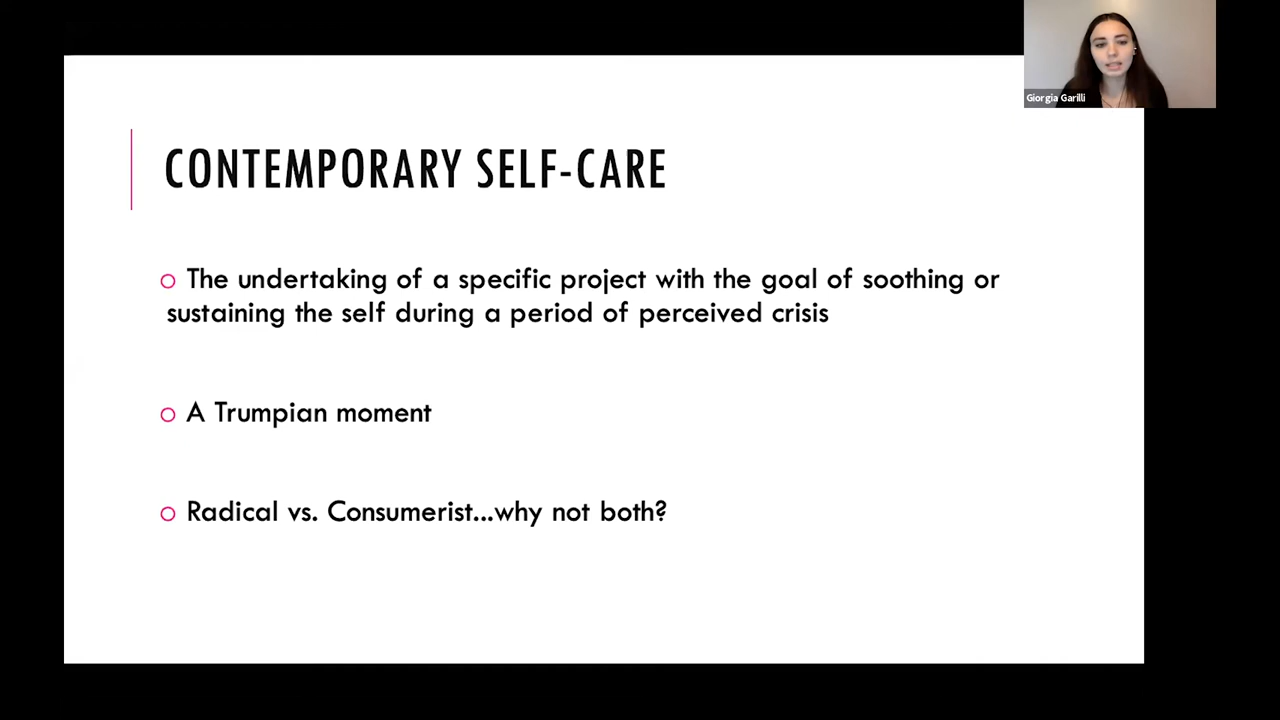 Giorgia Garilli
CONTEMPORARY SELF-CARE
The undertaking of a specific project with the goal of soothing or
sustaining the self during a period of perceived crisis
A Trumpian moment
Radical vs. Consumerist...why not both?